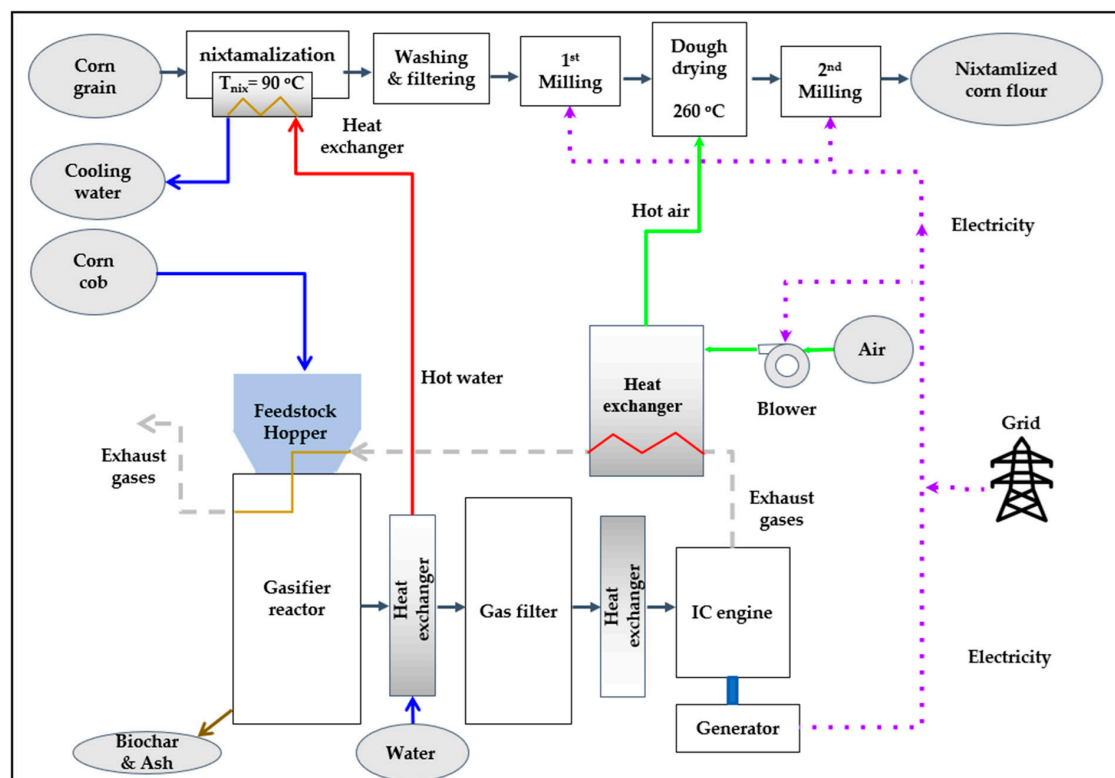 Corn
grain
nixtamalization
Tnix= 90 ºC
Heat
exchanger
Washing
& filtering
1st
Milling
Dough
drying
260 ºC
2nd
Milling
Nixtamlized
corn flour
Cooling
water
Hot air
Electricity
Corn
cob
Hot water
Heat
exchanger
Blower
Air
Feedstock
Hopper
Exhaust
gases
Grid
Exhaust
gases
Gasifier
reactor
Heat
exchanger
Gas filter
Heat
exchanger
IC engine
Electricity
Generator
Biochar
& Ash
Water